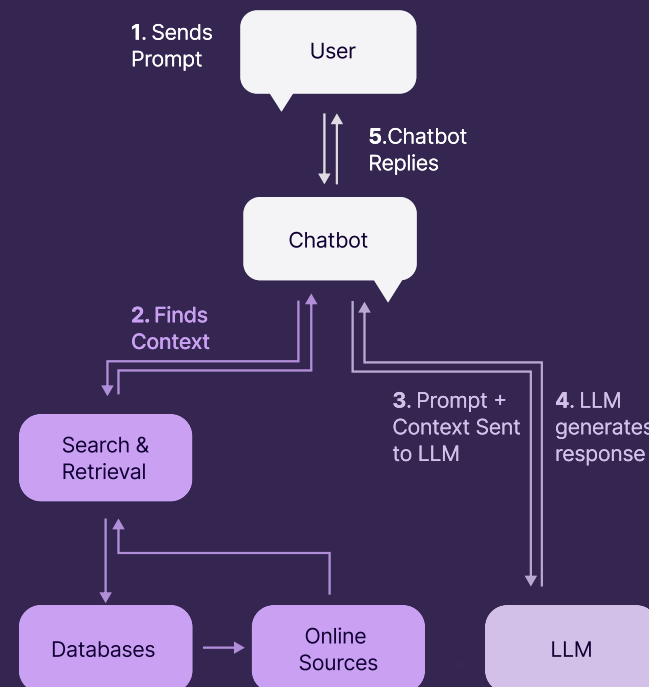 1. Sends
Prompt
User
5.Chatbot
Replies
Chatbot
2. Finds
Context
3. Prompt +
Context Sent
to LLM
4. LLM
generates
response
Search &
Retrieval
Databases
Online
Sources
LLM